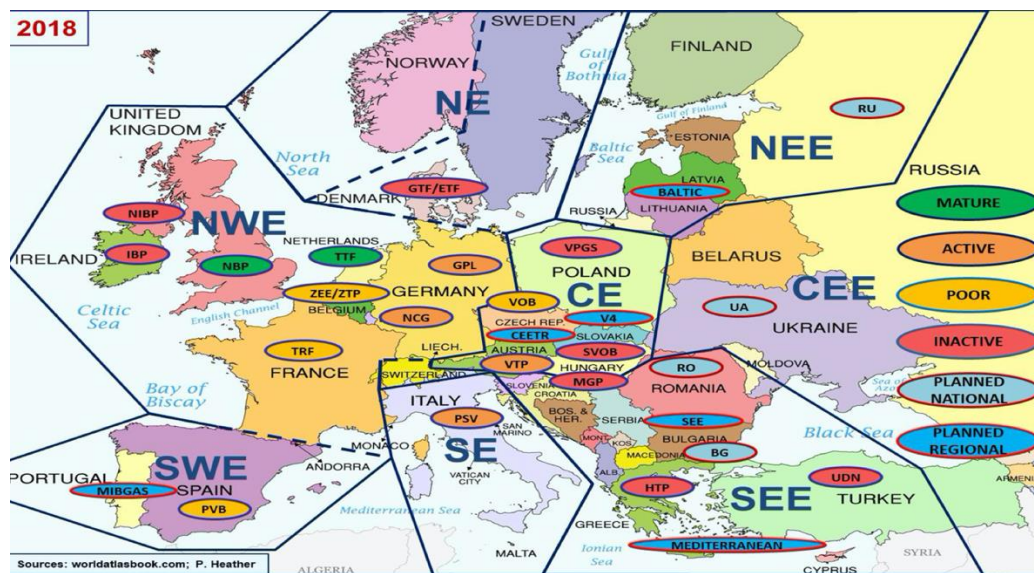 2018
SWEDEN
NORWAY
FINLAND
Gulf
of
Bothnia
NE
UNITED
KINGDOM
North
Sea
Baltic
Sea
Gulf of Finland
ESTONIA
RU
NEE
LATVIA
BALTIC
LITHUANIA
RUSSIA
RUSSIA
MATURE
DENMARK
GTF/ETF
NIBP
NWE
IRELAND
IBP
NBP
NETHERLANDS
TTF
GPL
VPGS
POLAND
CE
BELARUS
ACTIVE
CEE
POOR
ZEE/ZTP
BELGIUM
GERMANY
NCG
VOB
V4
CZECH REP.
CEETR
SLOVAKIA
UA
UKRAINE
Celtic
Sea
English Channel
INACTIVE
TRF
FRANCE
LIECH.
AUSTRIA
SVOB
VTP
HUNGARY
MGP
SWITZERLAND
RO
ROMANIA
MOLDOVA
Sea of
Azov
PLANNED
NATIONAL
Bay of
Biscay
ITALY
SLOVENIA
CROATIA
PSV
SAN
MARINO
BOS. &
HER.
SERBIA
SEE
MONT.
KOS.
BULGARIA
BG
Black Sea
PLANNED
REGIONAL
MONACO
SE
MACEDONIA
ALB.
SWE
ANDORRA
PORTUGAL
MIBGAS
SPAIN
PVB
VATICAN
CITY
HTP
SEE
UDN
TURKEY
ARMENI
Mediterranean Sea
GREECE
MEDITERRANEAN
Ionian
Sea
MALTA
SYRIA
CYPRUS
ALGERIA
Sources: worldatlasbook.com; P. Heather